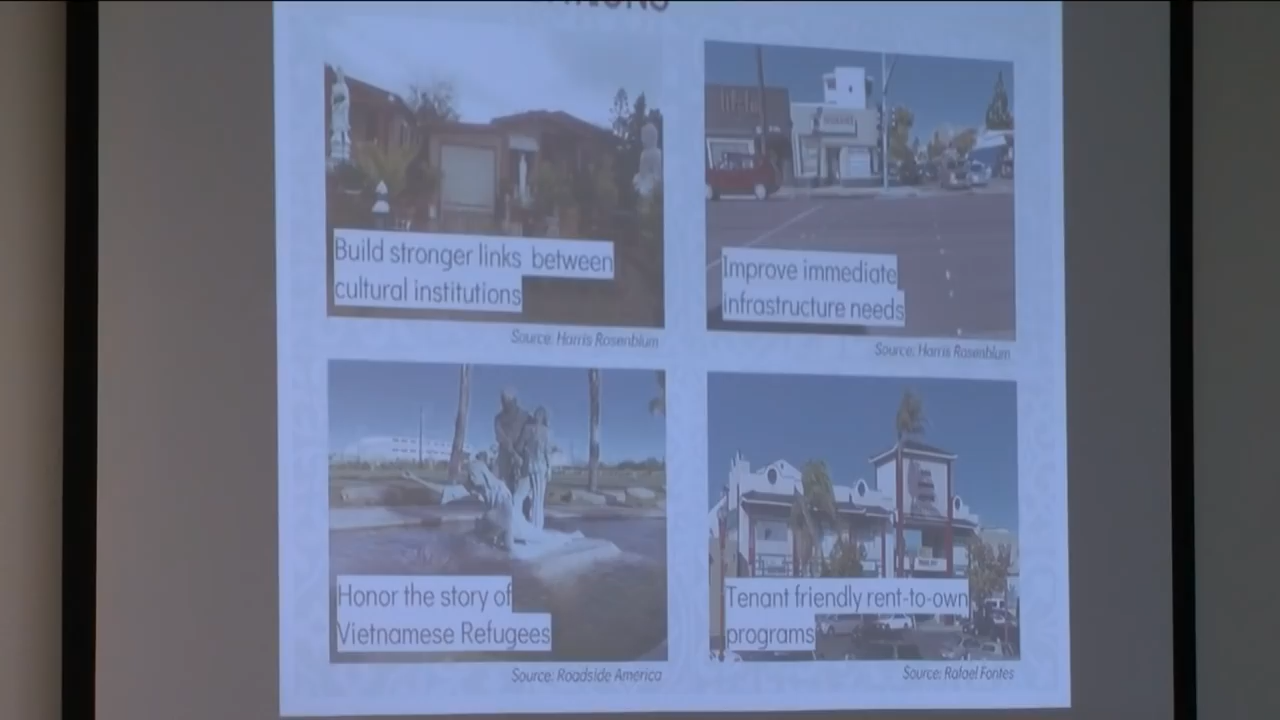 Build stronger links between
cultural institutions
Source: Harris Rosenblum
Improve immediate
infrastructure needs
Source: Harris Rosenblum
Honor the story of
Vietnamese Refugees
Source: Roadside America
Tenant friendly rent-to-own
programs
Source: Rafael Fontes